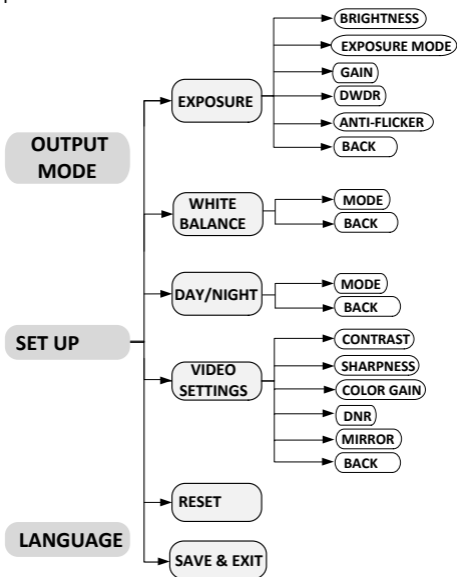 OUTPUT
MODE
SET UP
LANGUAGE
EXPOSURE
BRIGHTNESS
EXPOSURE MODE
GAIN
DWDR
ANTI-FLICKER
BACK
WHITE
BALANCE
MODE
BACK
DAY/NIGHT
MODE
BACK
VIDEO
SETTINGS
CONTRAST
SHARPNESS
COLOR GAIN
DNR
MIRROR
BACK
RESET
SAVE & EXIT